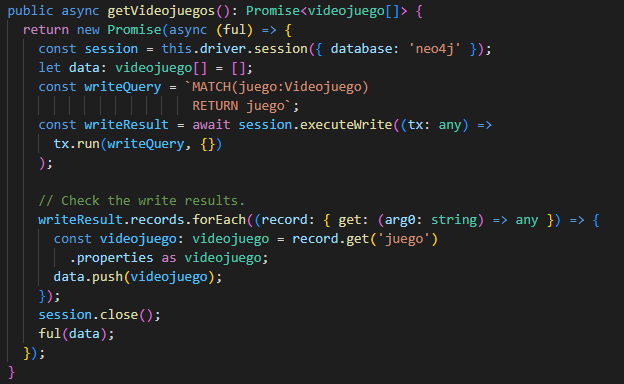 public async getVideojuegos(): Promise<videojuego[]> {
  return new Promise(async (ful) => {
    const session = this.driver.session({ database: 'neo4j' });
    let data: videojuego[] = [];
    const writeQuery = `MATCH(juego:Videojuego)
                        RETURN juego`;
    const writeResult = await session.executeWrite((tx: any) =>
      tx.run(writeQuery, {})
    );

    // Check the write results.
    writeResult.records.forEach((record: { get: (arg0: string) => any }) => {
      const videojuego: videojuego = record.get('juego')
        .properties as videojuego;
      data.push(videojuego);
    });
    session.close();
    ful(data);
  });
}